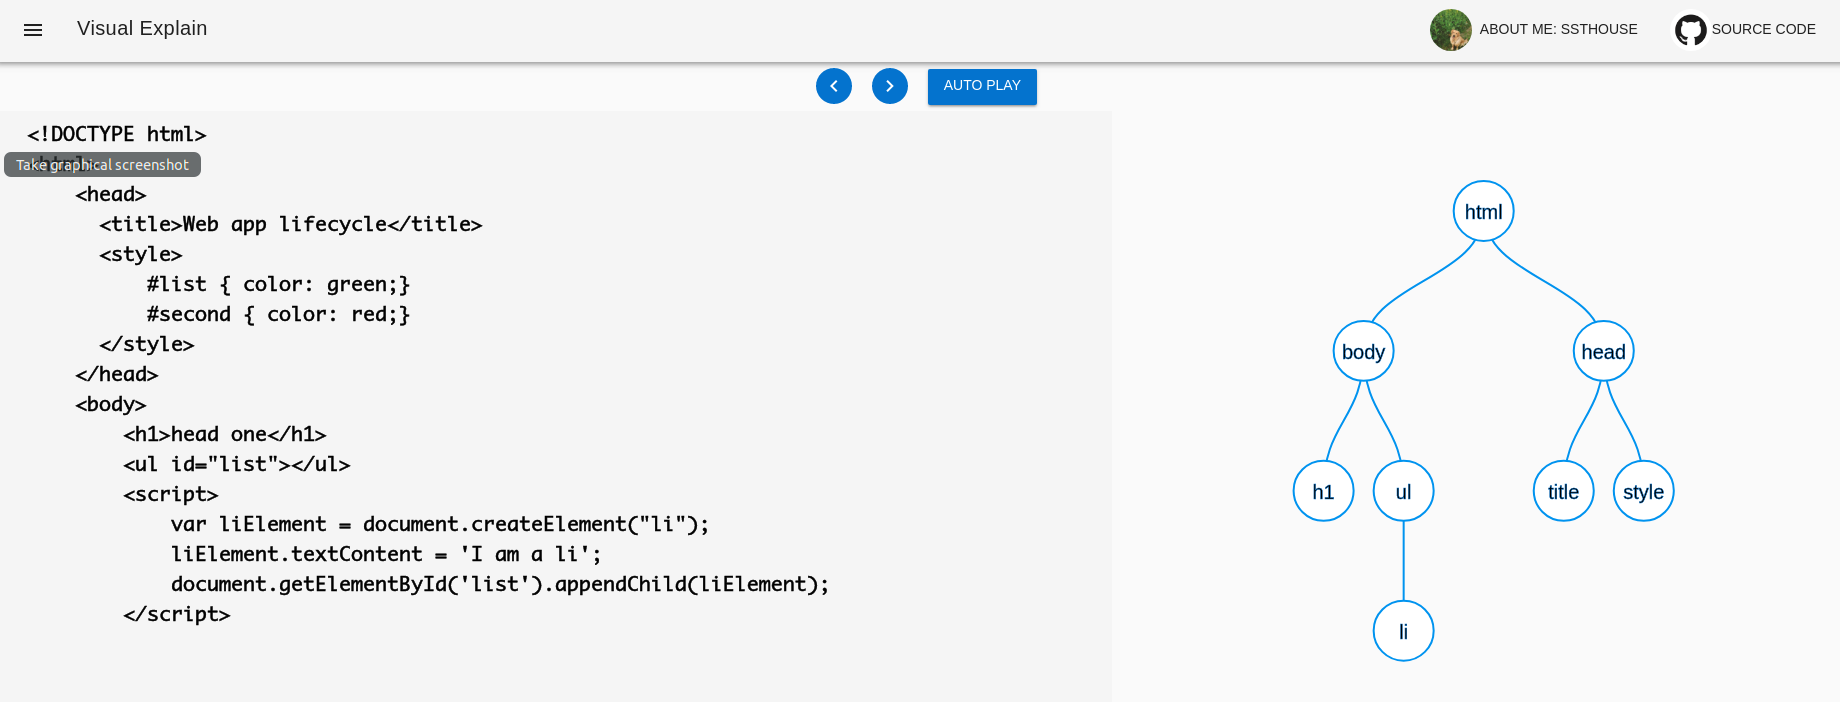 Visual Explain
ABOUT ME: SSTHOUSE
SOURCE CODE
AUTO PLAY
<!DOCTYPE html>
Take graphical screenshot
<head>
<title>Web app lifecycle</title>
<style>
#list { color: green;}
#second { color: red;}
</style>
</head>
<body>
<h1>head one</h1>
<ul id="list"></ul>
<script>
var liElement = document.createElement("li");
liElement.textContent = 'I am a li';
document.getElementById('list').appendChild(liElement);
</script>
html
body head
h1 ul title style
li